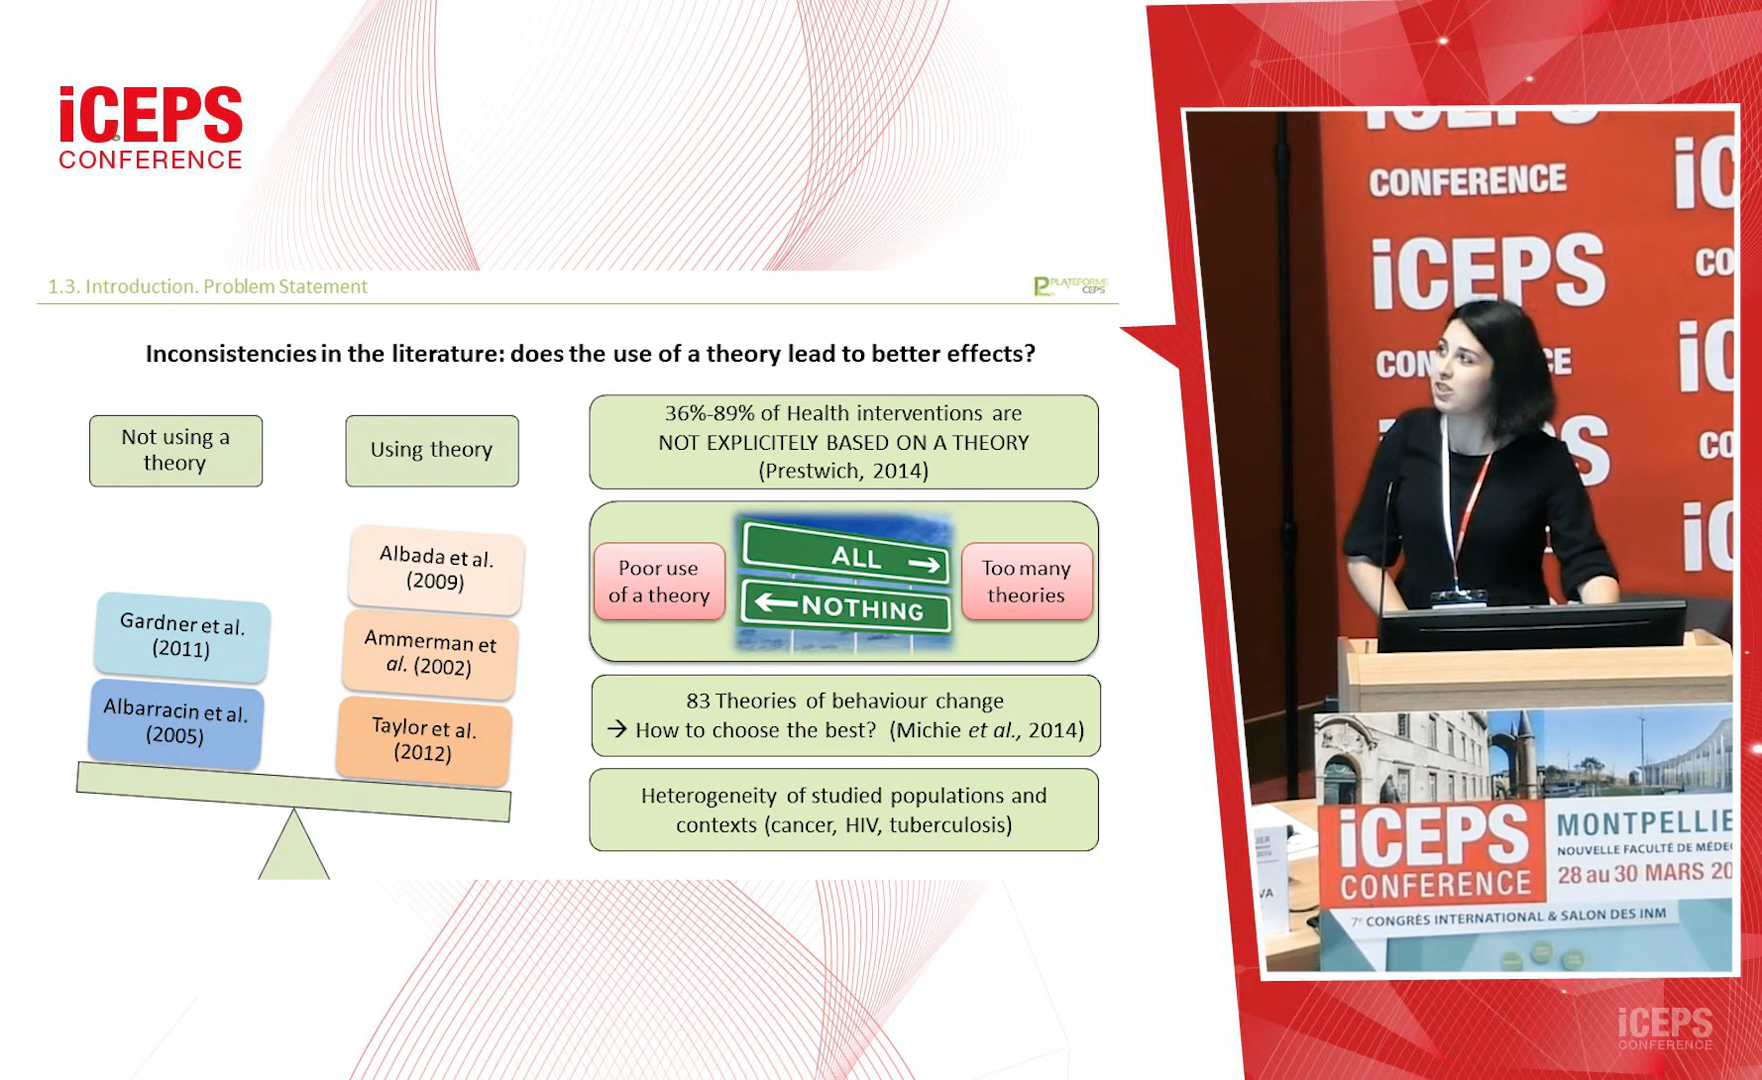 iCEPS
CONFERENCE
1.3. Introduction. Problem Statement
PLATEFORME
CEPS
Inconsistencies in the literature: does the use of a theory lead to better effects?
Not using a
theory
Using theory
Albada et al.
(2009)
Gardner et al.
(2011)
Ammerman et
al. (2002)
Albarracin et al.
(2005)
Taylor et al.
(2012)
36%-89% of Health interventions are
NOT EXPLICITELY BASED ON A THEORY
(Prestwich, 2014)
Poor use
of a theory
ALL →
← NOTHING
Too many
theories
83 Theories of behaviour change
→ How to choose the best? (Michie et al., 2014)
Heterogeneity of studied populations and
contexts (cancer, HIV, tuberculosis)
iCEPS
CONFERENCE
iC
iCEPS
CO
CON CE
iC
S
CO
iC
iCEPS
CONFERENCE
MONTPELLIE
NOUVELLE FACULTÉ DE MÉDE
28 au 30 MARS 20
7e CONGRÈS INTERNATIONAL & SALON DES INM
VA
iCEPS
CONFERENCE